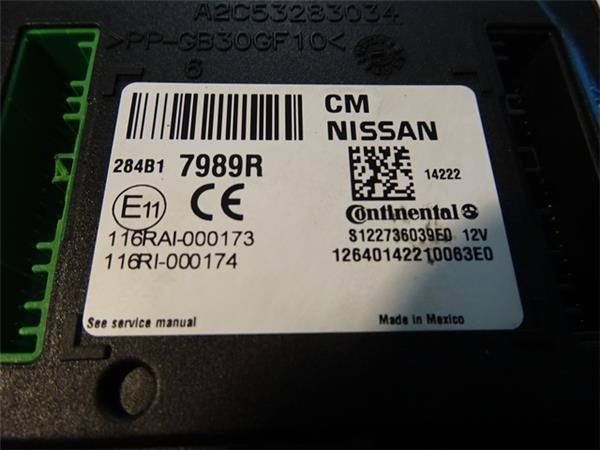 A2C53283034
>PP-GB30GF10<
6
CM
NISSAN
284B1 7989R
14222
E11 CE
Continental
116RAI-000173
S122736039E0 12V
116RI-000174
12640142210063E0
See service manual
Made in Mexico